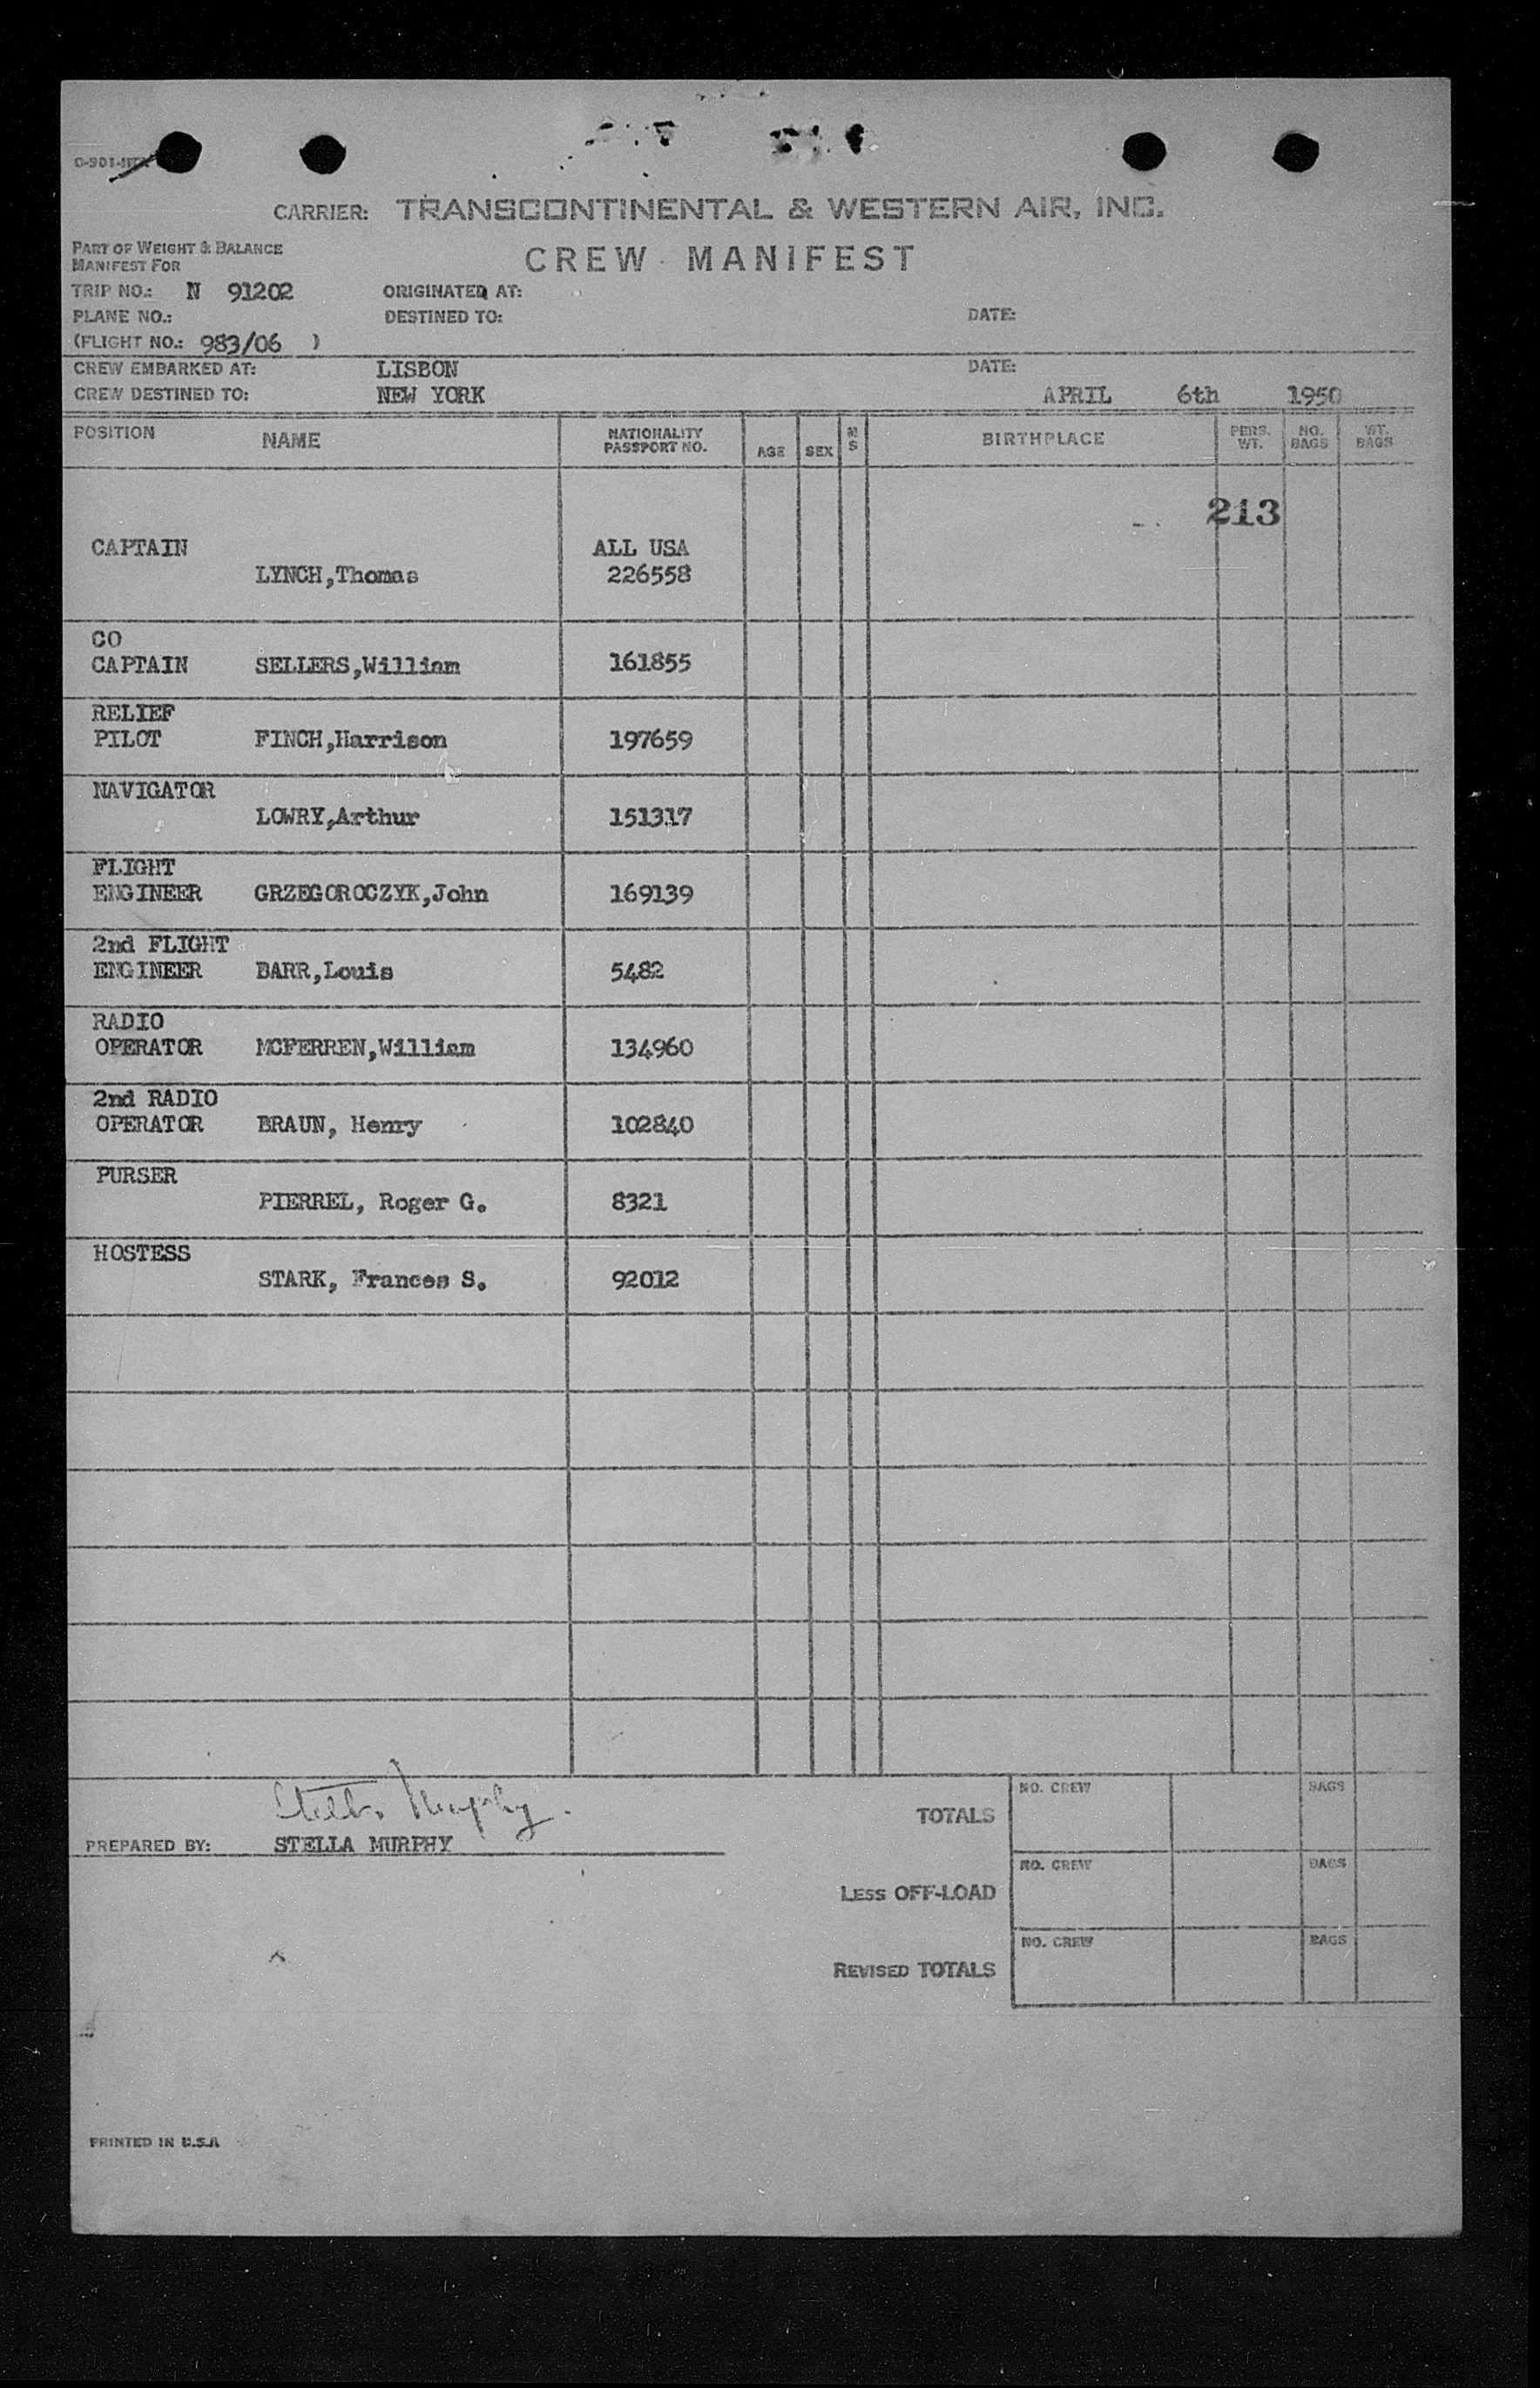 CARRIER: TRANSCONTINENTAL & WESTERN AIR, INC.
PART OF WEIGHT & BALANCE
MANIFEST FOR
CREW MANIFEST
TRIP NO.: N 91202 ORIGINATED AT:
PLANE NO.: DESTINED TO: DATE:
(FLIGHT NO.: 983/06 )
CREW EMBARKED AT: LISBON DATE:
CREW DESTINED TO: NEW YORK APRIL 6th 1950
POSITION NAME NATIONALITY PASSPORT NO. AGE SEX M S BIRTHPLACE PERS. WT. NO. BAGS WT. BAGS
213
CAPTAIN ALL USA
LYNCH,Thomas 226558
CO
CAPTAIN SELLERS,William 161855
RELIEF
PILOT FINCH,Harrison 197659
NAVIGATOR
LOWRY,Arthur 151317
FLIGHT
ENGINEER GRZEGOROCZYK,John 169139
2nd FLIGHT
ENGINEER BARR,Louis 5482
RADIO
OPERATOR MCFERREN,William 134960
2nd RADIO
OPERATOR BRAUN, Henry 102840
PURSER
PIERREL, Roger G. 8321
HOSTESS
STARK, Frances S. 92012
NO. CREW BAGS
Stella Murphy.
TOTALS
PREPARED BY: STELLA MURPHY
NO. CREW BAGS
LESS OFF-LOAD
NO. CREW BAGS
REVISED TOTALS
PRINTED IN U.S.A